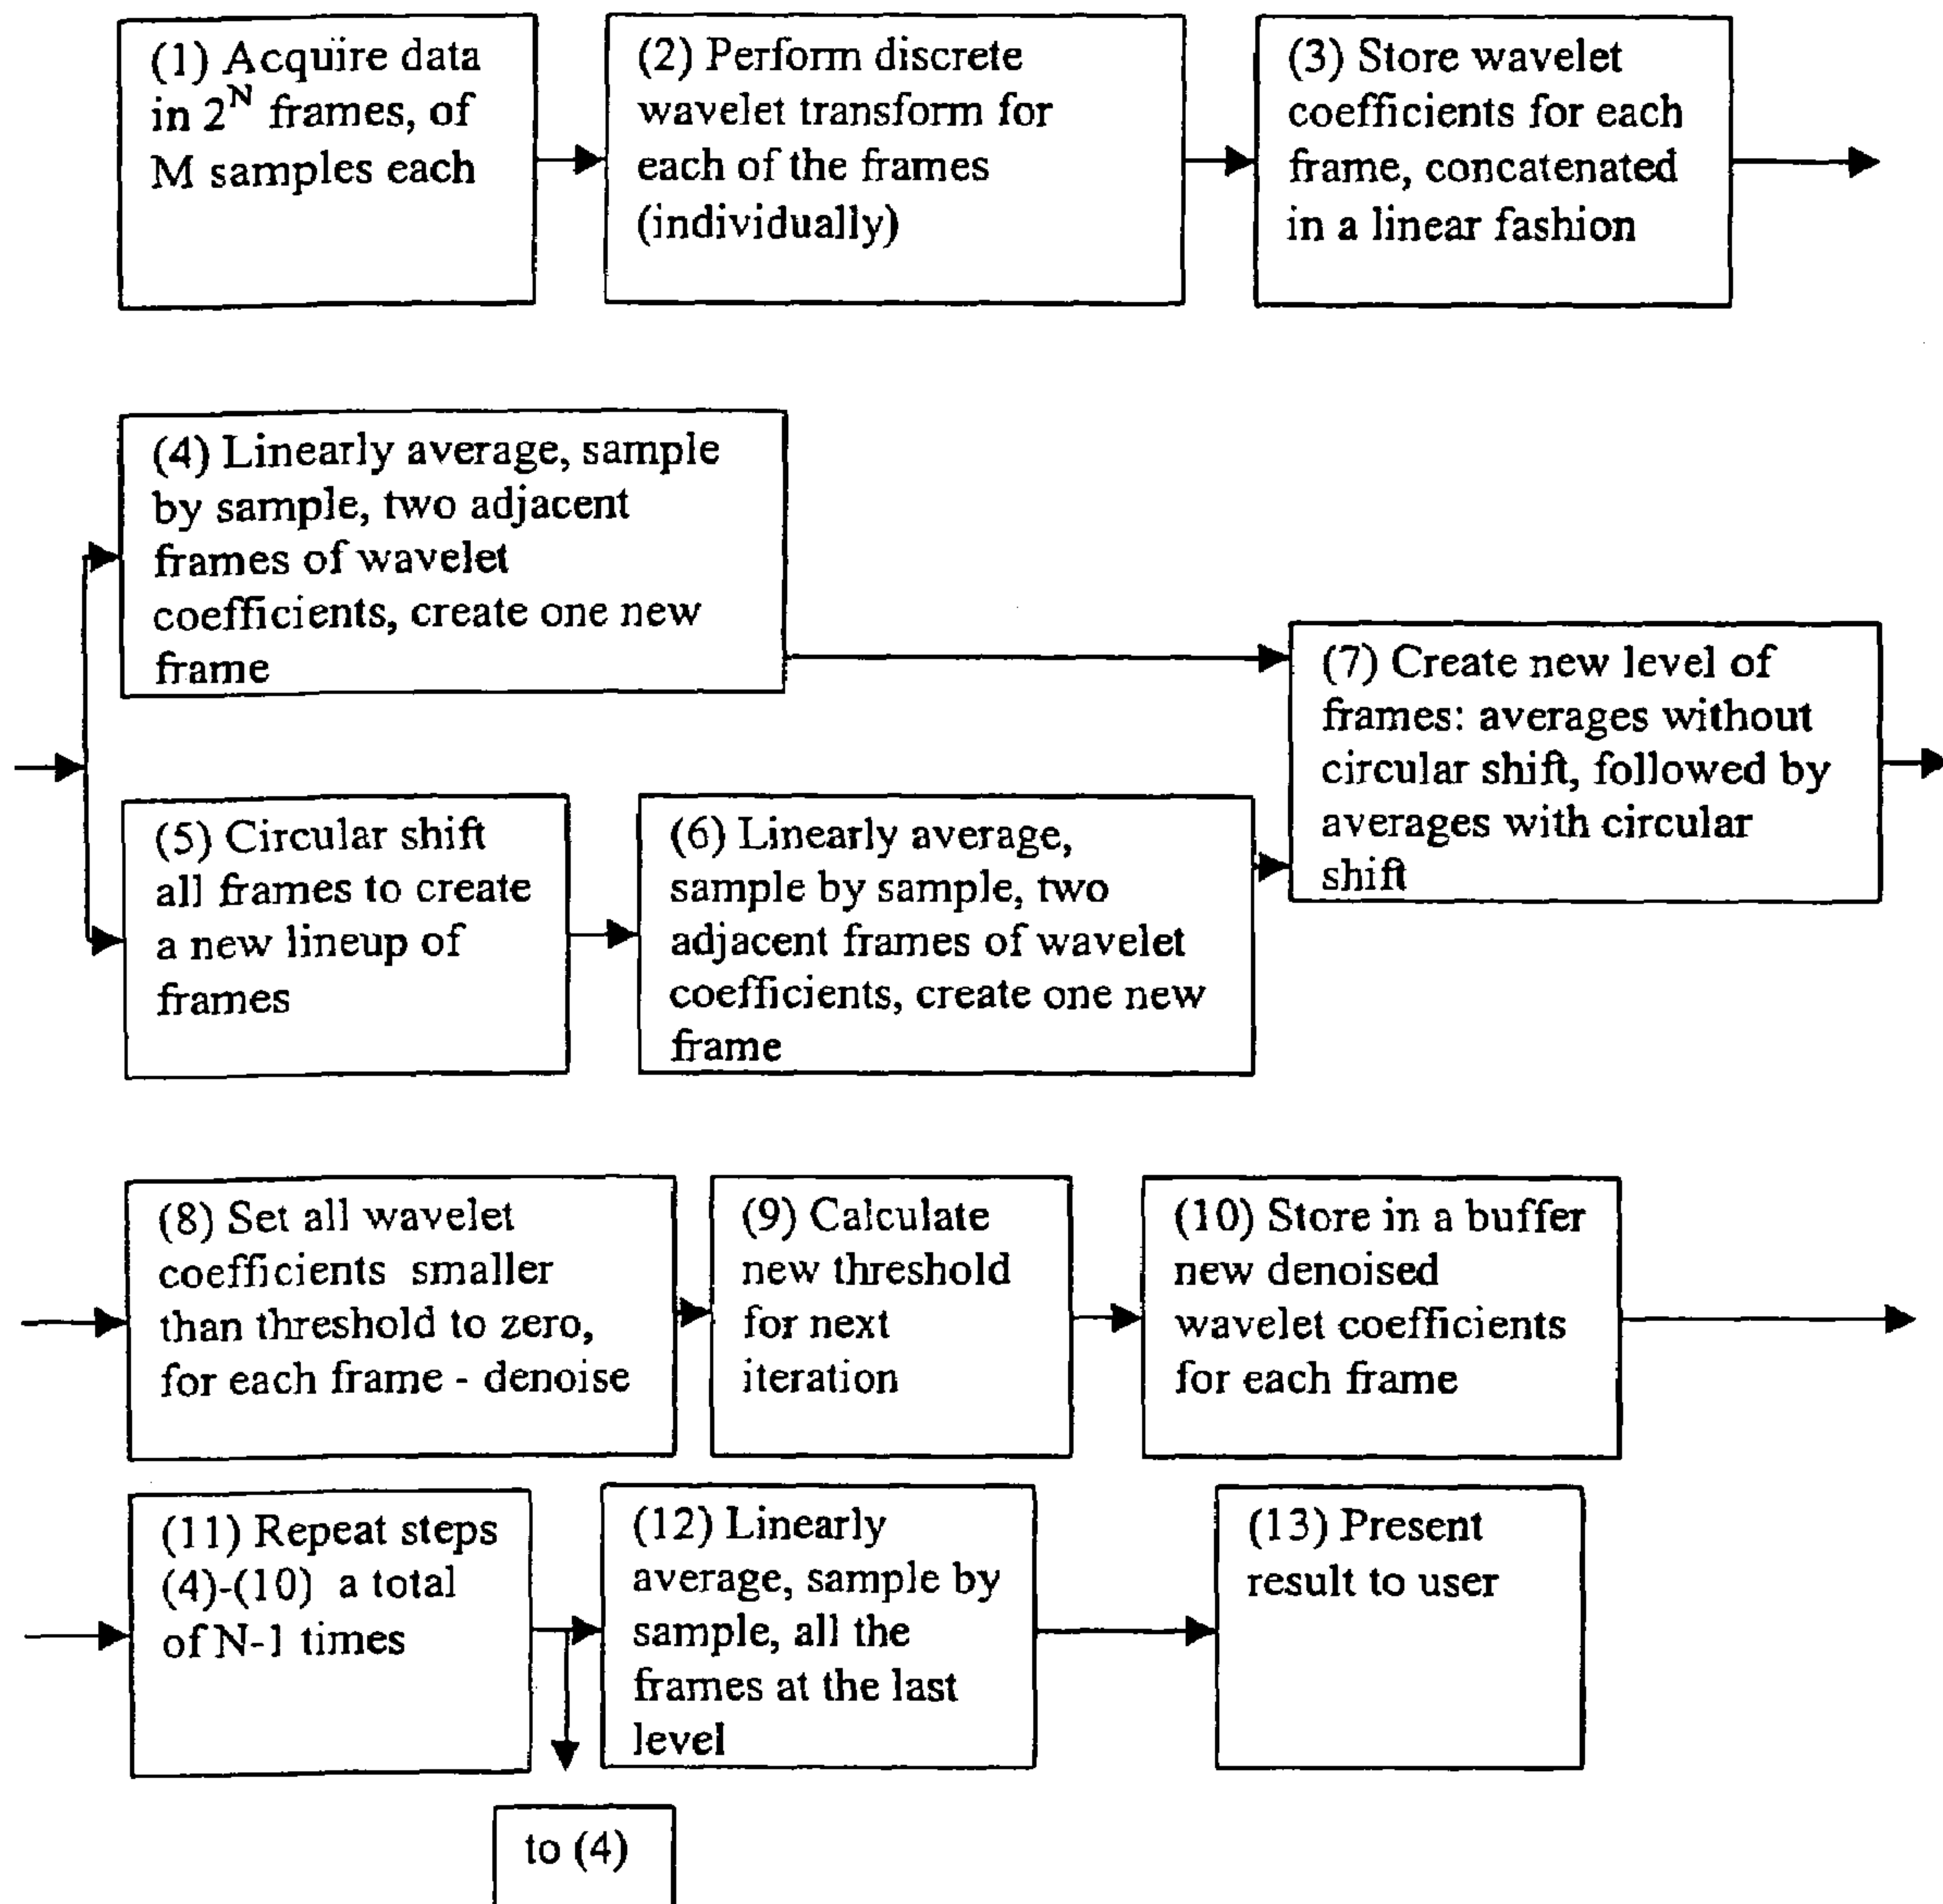 (1) Acquire data
in 2^N frames, of
M samples each
(2) Perform discrete
wavelet transform for
each of the frames
(individually)
(3) Store wavelet
coefficients for each
frame, concatenated
in a linear fashion
(4) Linearly average, sample
by sample, two adjacent
frames of wavelet
coefficients, create one new
frame
(5) Circular shift
all frames to create
a new lineup of
frames
(6) Linearly average,
sample by sample, two
adjacent frames of wavelet
coefficients, create one new
frame
(7) Create new level of
frames: averages without
circular shift, followed by
averages with circular
shift
(8) Set all wavelet
coefficients smaller
than threshold to zero,
for each frame - denoise
(9) Calculate
new threshold
for next
iteration
(10) Store in a buffer
new denoised
wavelet coefficients
for each frame
(11) Repeat steps
(4)-(10) a total
of N-1 times
(12) Linearly
average, sample by
sample, all the
frames at the last
level
(13) Present
result to user
to (4)